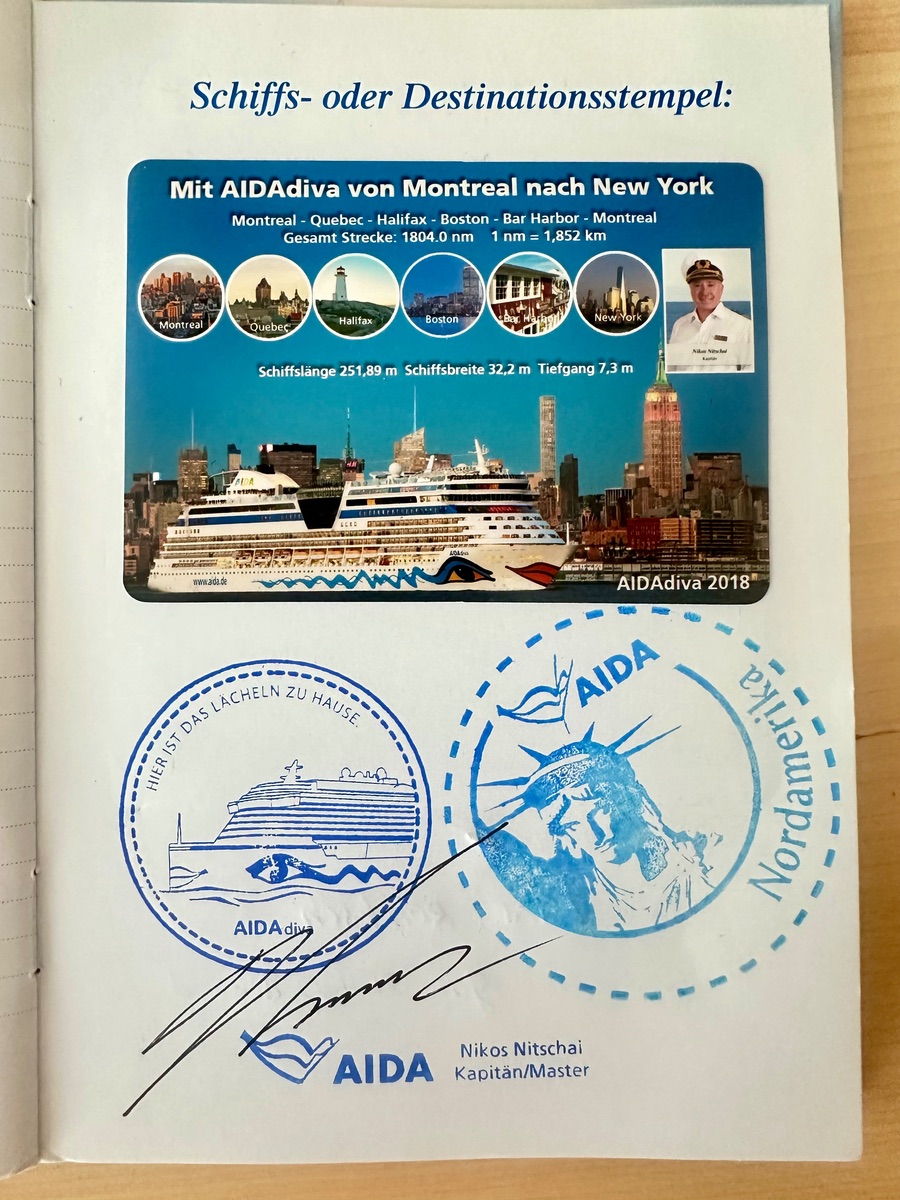 Schiffs- oder Destinationsstempel:
Mit AIDAdiva von Montreal nach New York
Montreal - Quebec - Halifax - Boston - Bar Harbor - Montreal
Gesamt Strecke: 1804.0 nm 1 nm = 1,852 km
Montreal
Quebec
Halifax
Boston
Bar Harbor
New York
Nikos Nitschai
Kapitän
Schiffslänge 251,89 m Schiffsbreite 32,2 m Tiefgang 7,3 m
AIDA
AIDAdiva
www.aida.de
AIDAdiva 2018
HIER IST DAS LÄCHELN ZU HAUSE.
AIDAdiva
AIDA
Nordamerika
AIDA
Nikos Nitschai
Kapitän/Master